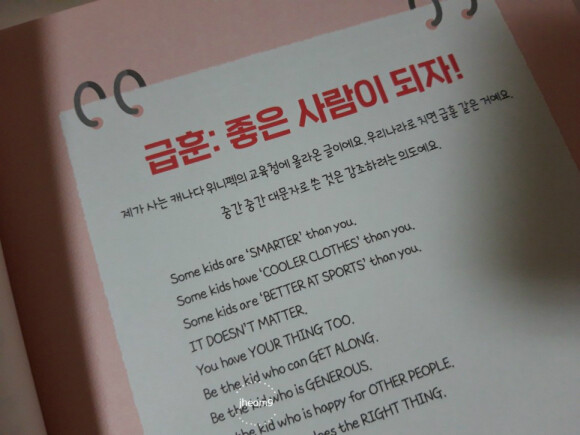 급훈: 좋은 사람이 되자!
제가 사는 캐나다 위니펙의 교육청에 올라온 글이에요. 우리나라로 치면 급훈 같은 거예요.
중간 중간 대문자로 쓴 것은 강조하려는 의도예요.
Some kids are ‘SMARTER’ than you.
Some kids have ‘COOLER CLOTHES’ than you.
Some kids are ‘BETTER AT SPORTS’ than you.
IT DOESN'T MATTER.
You have YOUR THING TOO.
Be the kid who can GET ALONG.
Be the kid who is GENEROUS.
the kid who is happy for OTHER PEOPLE.
does the RIGHT THING.
jheam9